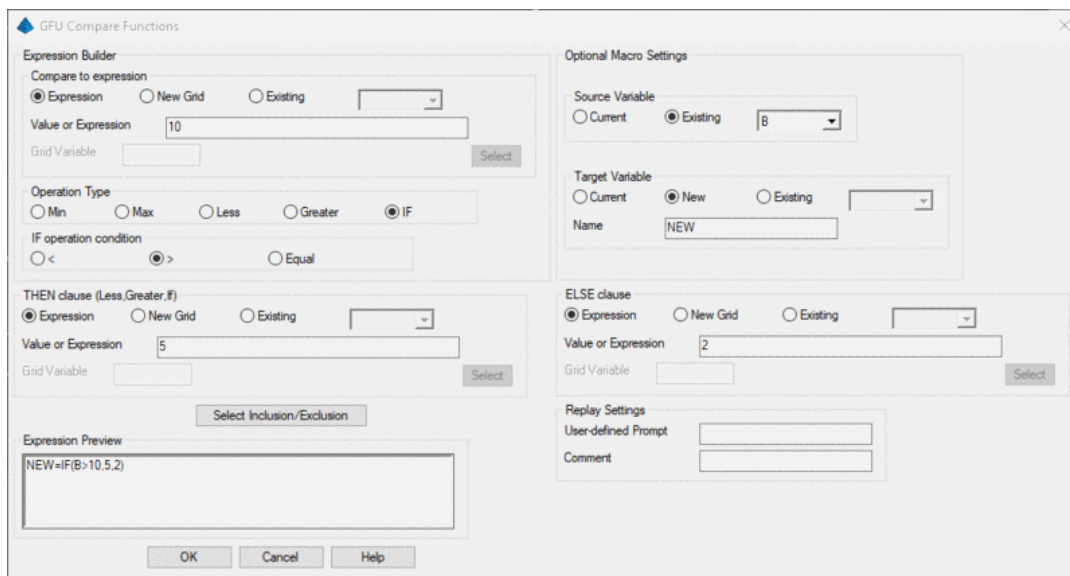 GFU Compare Functions
Expression Builder
Compare to expression
Expression New Grid Existing
Value or Expression 10
Grid Variable Select
Operation Type
Min Max Less Greater IF
IF operation condition
< > Equal
Optional Macro Settings
Source Variable
Current Existing B
Target Variable
Current New Existing
Name NEW
THEN clause (Less,Greater,If)
Expression New Grid Existing
Value or Expression 5
Grid Variable Select
ELSE clause
Expression New Grid Existing
Value or Expression 2
Grid Variable Select
Select Inclusion/Exclusion
Expression Preview
NEW=IF(B>10,5,2)
Replay Settings
User-defined Prompt
Comment
OK Cancel Help